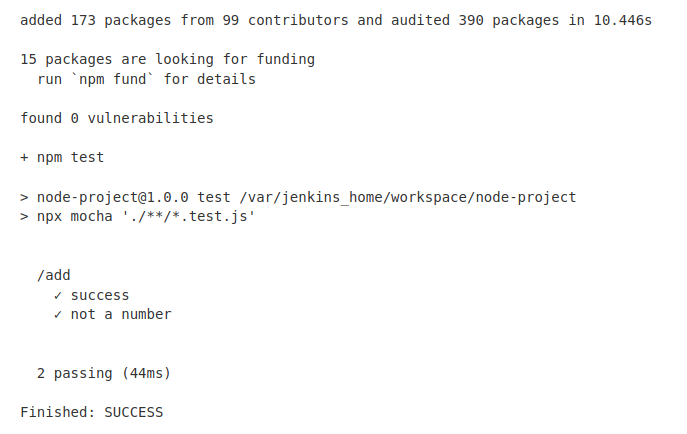 added 173 packages from 99 contributors and audited 390 packages in 10.446s
15 packages are looking for funding
run `npm fund` for details
found 0 vulnerabilities
+ npm test
> node-project@1.0.0 test /var/jenkins_home/workspace/node-project
> npx mocha './**/*.test.js'
/add
✓ success
✓ not a number
2 passing (44ms)
Finished: SUCCESS